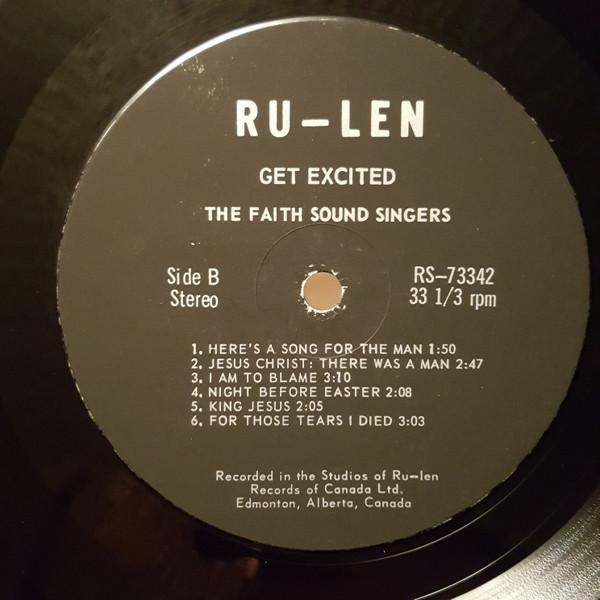 RU-LEN
GET EXCITED
THE FAITH SOUND SINGERS
Side B
Stereo
RS-73342
33 1/3 rpm
1. HERE'S A SONG FOR THE MAN 1:50
2. JESUS CHRIST: THERE WAS A MAN 2:47
3. I AM TO BLAME 3:10
4. NIGHT BEFORE EASTER 2:08
5. KING JESUS 2:05
6. FOR THOSE TEARS I DIED 3:03
Recorded in the Studios of Ru-len
Records of Canada Ltd.
Edmonton, Alberta, Canada